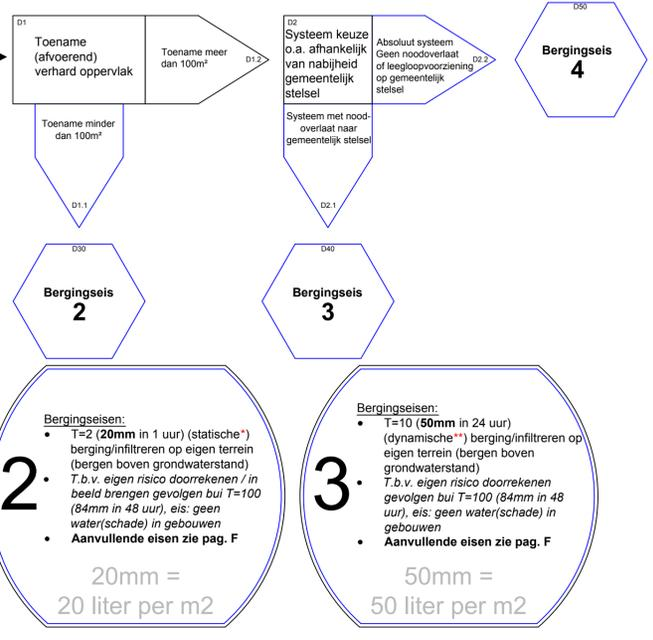 D1
Toename
(afvoerend)
verhard oppervlak
Toename meer
dan 100m²
D1.2
D2
Systeem keuze
o.a. afhankelijk
van nabijheid
gemeentelijk
stelsel
Absoluut systeem
Geen noodoverlaat
of leegloopvoorziening
op gemeentelijk
stelsel
D2.2
D50
Bergingseis
4
Toename minder
dan 100m²
D1.1
Systeem met nood-
overlaat naar
gemeentelijk stelsel
D2.1
D30
Bergingseis
2
D40
Bergingseis
3
2
Bergingseisen:
• T=2 (20mm in 1 uur) (statische*)
berging/infiltreren op eigen terrein
(bergen boven grondwaterstand)
• T.b.v. eigen risico doorrekenen / in
beeld brengen gevolgen bui T=100
(84mm in 48 uur), eis: geen
water(schade) in gebouwen
• Aanvullende eisen zie pag. F
20mm =
20 liter per m2
3
Bergingseisen:
• T=10 (50mm in 24 uur)
(dynamische**) berging/infiltreren op
eigen terrein (bergen boven
grondwaterstand)
• T.b.v. eigen risico doorrekenen
gevolgen bui T=100 (84mm in 48
uur), eis: geen water(schade) in
gebouwen
• Aanvullende eisen zie pag. F
50mm =
50 liter per m2